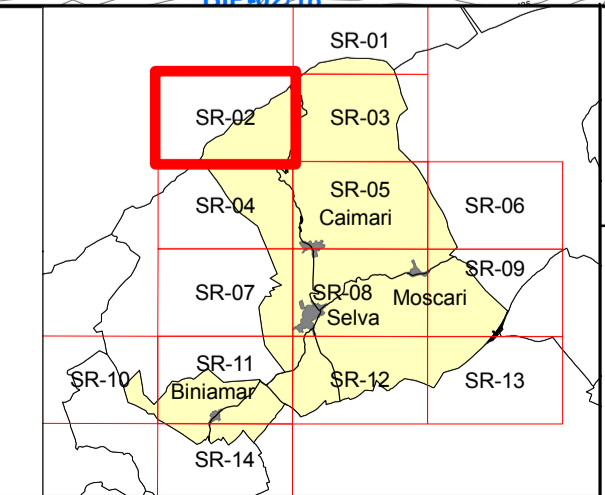 SR-01
SR-02
SR-03
SR-05
SR-04
SR-06
Caimari
SR-09
SR-07
SR-08
Moscari
Selva
SR-11
SR-10
SR-12
SR-13
Biniamar
SR-14